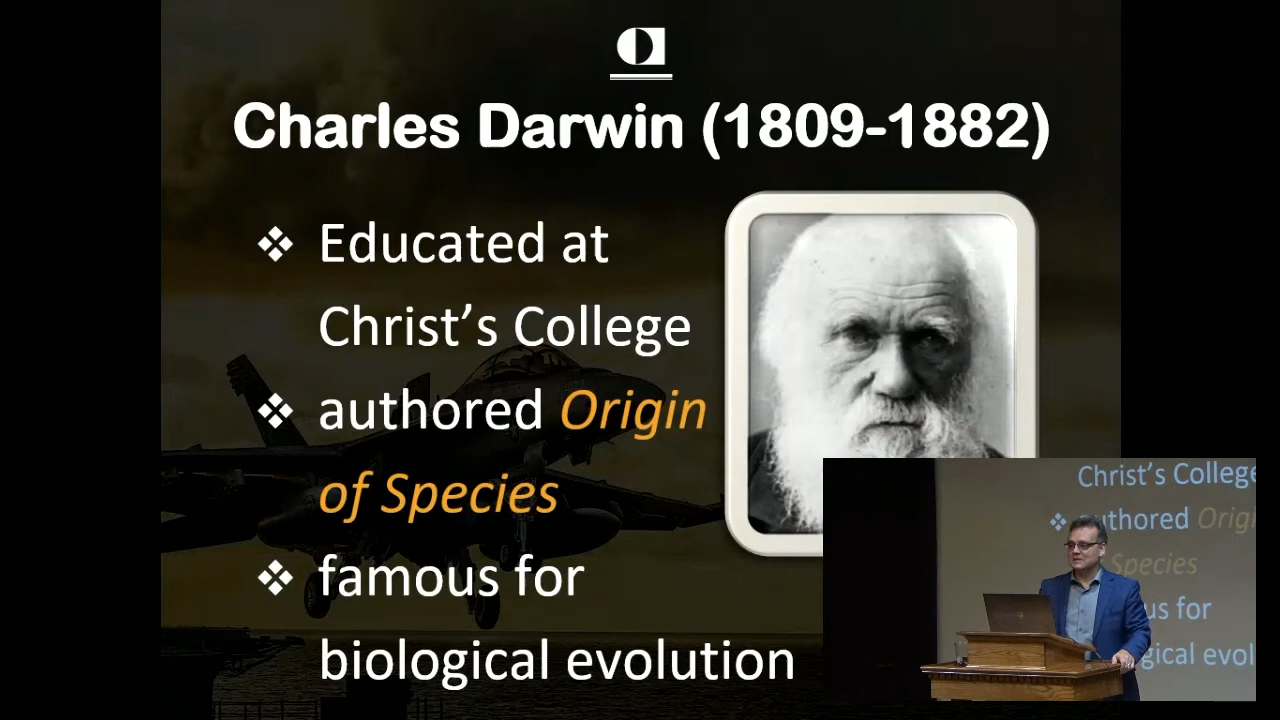 Charles Darwin (1809-1882)
❖ Educated at
Christ's College
❖ authored Origin
of Species
❖ famous for
biological evolution
Christ's College
❖ authored Origi
Species
us for
gical evol